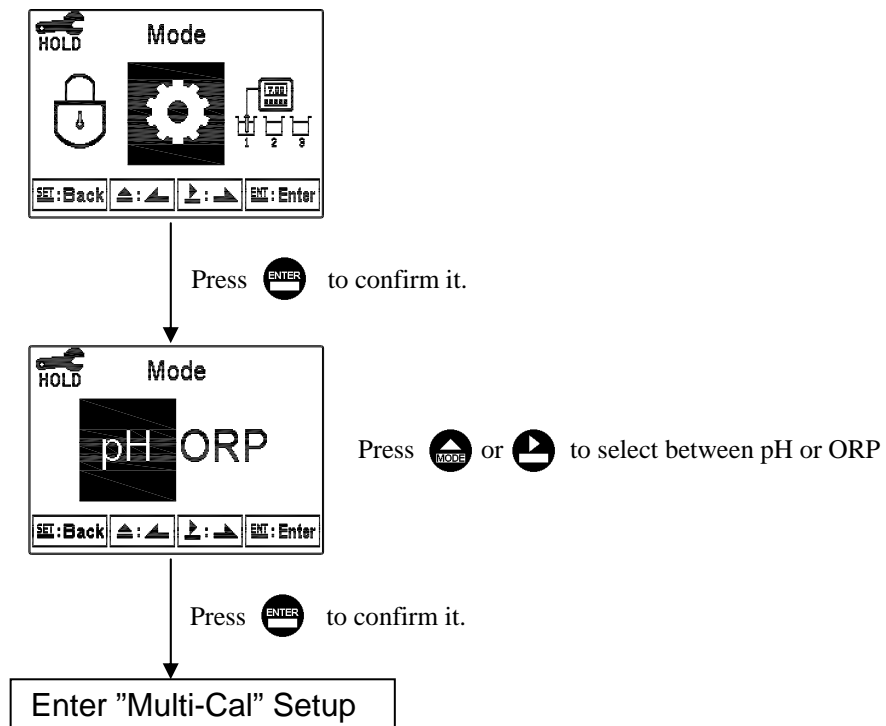 HOLD Mode
7.00
1 2 3
SET:Back : : ENT:Enter
Press ENTER to confirm it.
HOLD Mode
pH ORP
Press MODE or to select between pH or ORP
SET:Back : : ENT:Enter
Press ENTER to confirm it.
Enter ”Multi-Cal” Setup